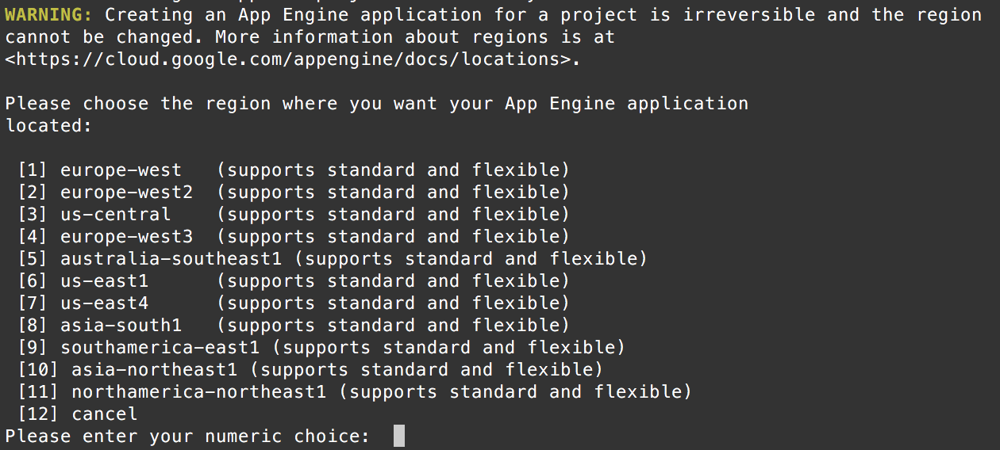 WARNING: Creating an App Engine application for a project is irreversible and the region
cannot be changed. More information about regions is at
<https://cloud.google.com/appengine/docs/locations>.
Please choose the region where you want your App Engine application
located:
[1] europe-west   (supports standard and flexible)
[2] europe-west2  (supports standard and flexible)
[3] us-central    (supports standard and flexible)
[4] europe-west3  (supports standard and flexible)
[5] australia-southeast1 (supports standard and flexible)
[6] us-east1      (supports standard and flexible)
[7] us-east4      (supports standard and flexible)
[8] asia-south1   (supports standard and flexible)
[9] southamerica-east1 (supports standard and flexible)
[10] asia-northeast1 (supports standard and flexible)
[11] northamerica-northeast1 (supports standard and flexible)
[12] cancel
Please enter your numeric choice: